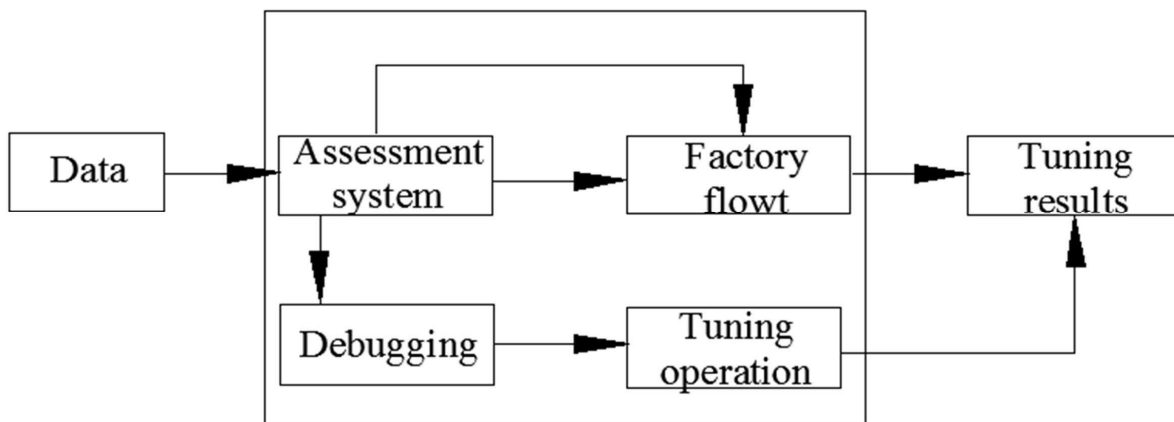 Data
Assessment
system
Factory
flowt
Tuning
results
Debugging
Tuning
operation